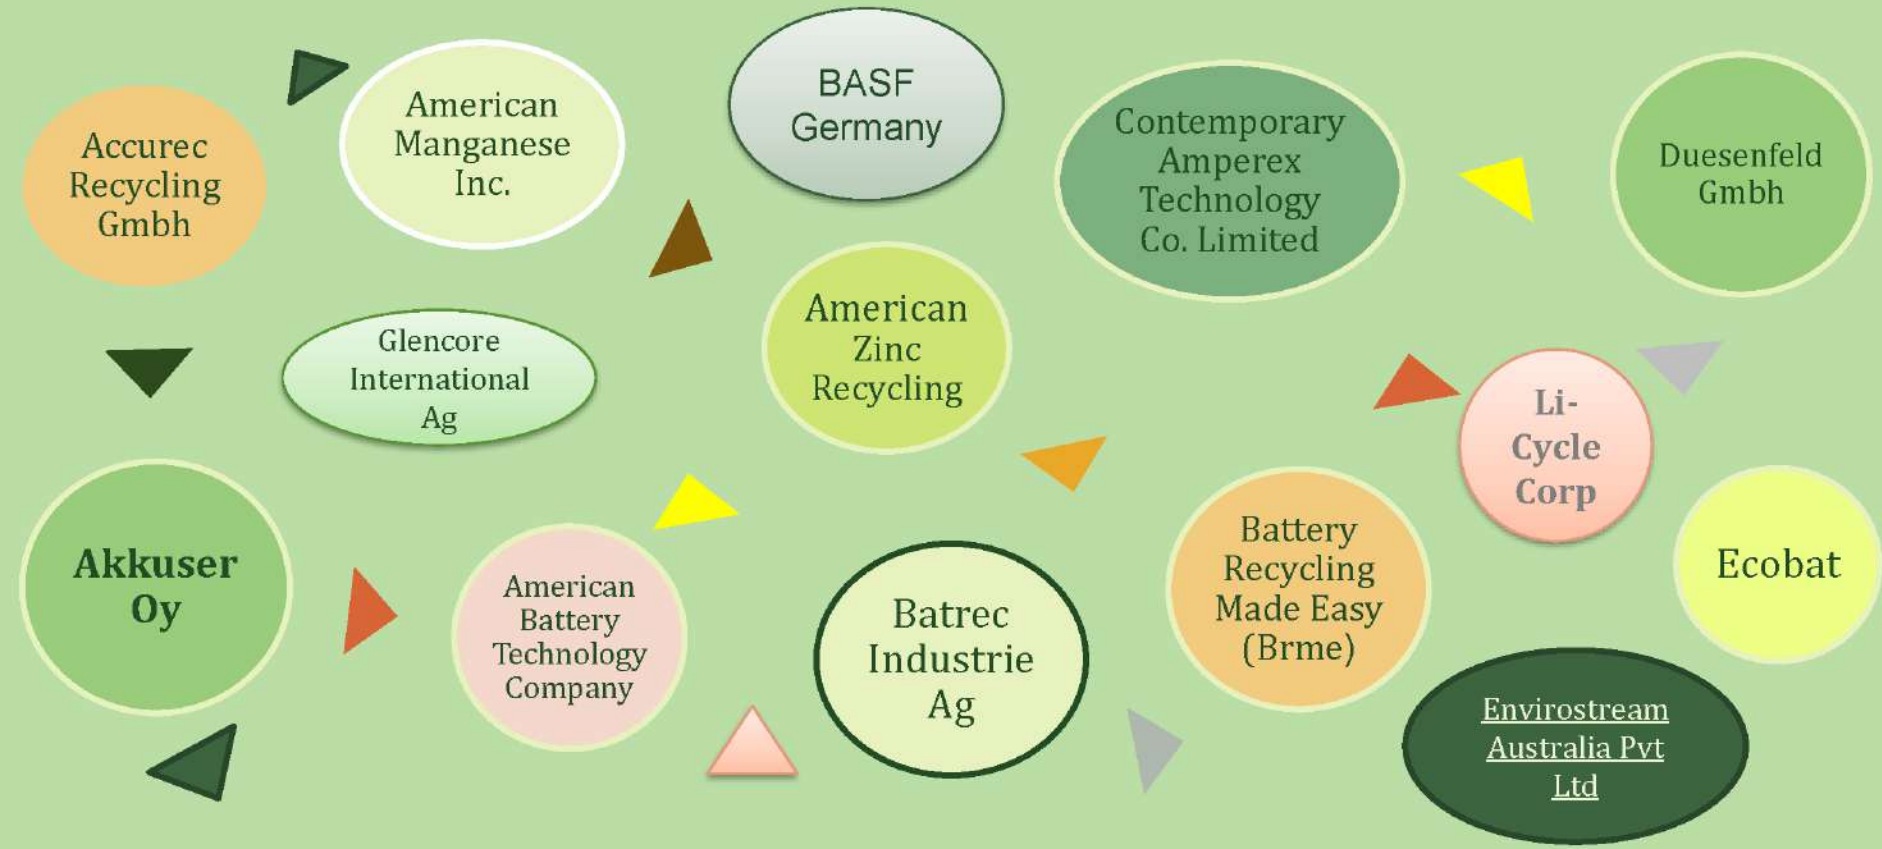 Accurec
Recycling
Gmbh
American
Manganese
Inc.
BASF
Germany
Contemporary
Amperex
Technology
Co. Limited
Duesenfeld
Gmbh
Glencore
International
Ag
American
Zinc
Recycling
Li-
Cycle
Corp
Akkuser
Oy
American
Battery
Technology
Company
Batrec
Industrie
Ag
Battery
Recycling
Made Easy
(Brme)
Ecobat
Envirostream
Australia Pvt
Ltd